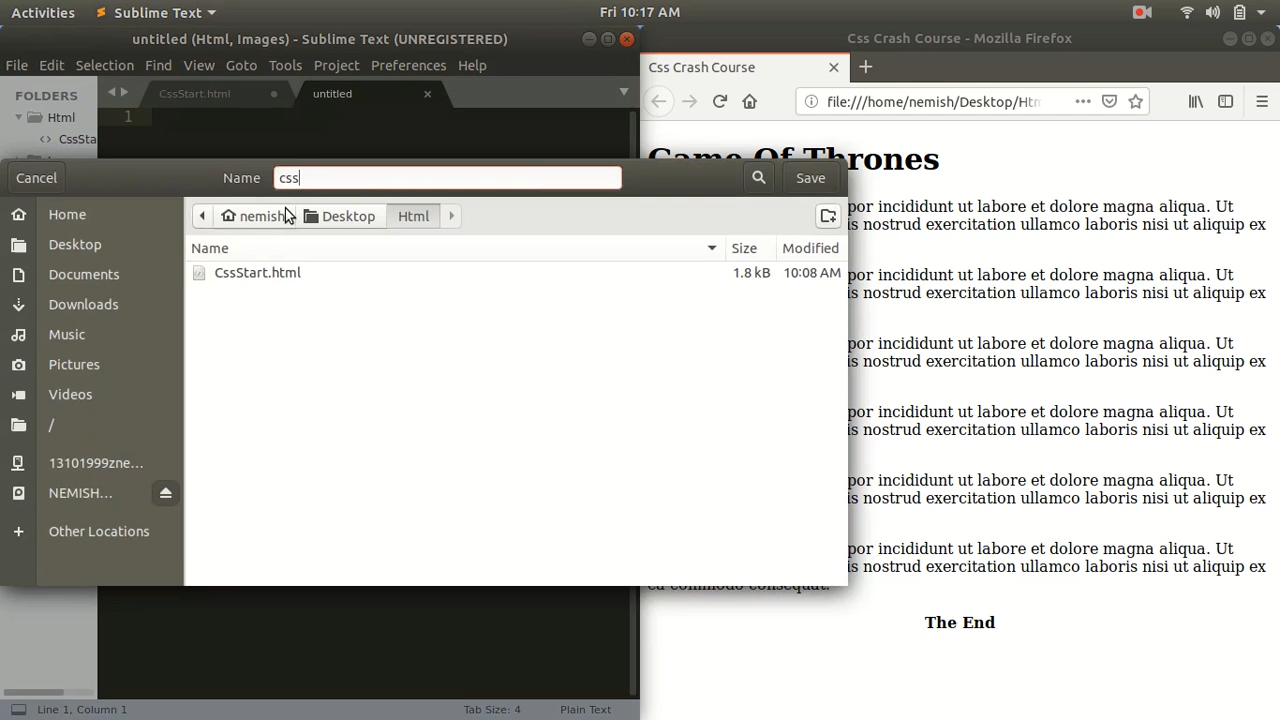 Activities
Sublime Text
Fri 10:17 AM
untitled (Html, Images) - Sublime Text (UNREGISTERED)
Css Crash Course - Mozilla Firefox
File Edit Selection Find View Goto Tools Project Preferences Help
Css Crash Course
FOLDERS
CssStart.html
untitled
file:///home/nemish/Desktop/Htm
Html
1
CssSta
Game Of Thrones
Cancel
Name
css
Save
Home
nemish
Desktop
Html
por incididunt ut labore et dolore magna aliqua. Ut
is nostrud exercitation ullamco laboris nisi ut aliquip ex
Desktop
Name
Size
Modified
Documents
CssStart.html
1.8 kB
10:08 AM
por incididunt ut labore et dolore magna aliqua. Ut
is nostrud exercitation ullamco laboris nisi ut aliquip ex
Downloads
Music
por incididunt ut labore et dolore magna aliqua. Ut
is nostrud exercitation ullamco laboris nisi ut aliquip ex
Pictures
Videos
por incididunt ut labore et dolore magna aliqua. Ut
is nostrud exercitation ullamco laboris nisi ut aliquip ex
/
13101999zne...
por incididunt ut labore et dolore magna aliqua. Ut
is nostrud exercitation ullamco laboris nisi ut aliquip ex
NEMISH...
Other Locations
por incididunt ut labore et dolore magna aliqua. Ut
is nostrud exercitation ullamco laboris nisi ut aliquip ex
ea commodo consequat.
The End
Line 1, Column 1
Tab Size: 4
Plain Text